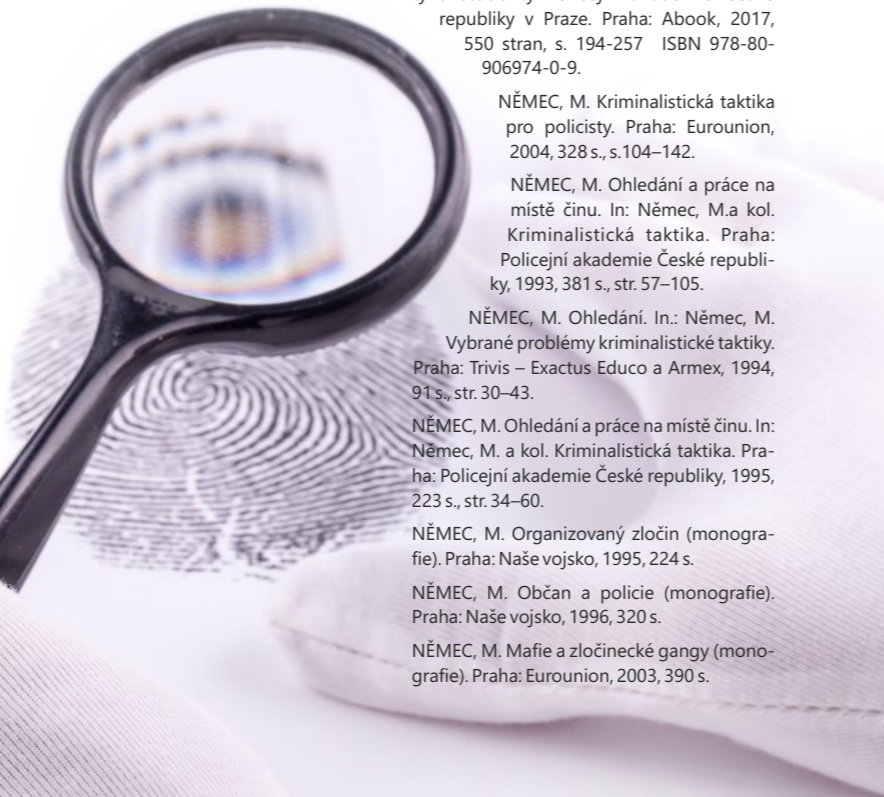 republiky v Praze. Praha: Abook, 2017,
550 stran, s. 194-257 ISBN 978-80-
906974-0-9.
NĚMEC, M. Kriminalistická taktika
pro policisty. Praha: Eurounion,
2004, 328 s., s.104–142.
NĚMEC, M. Ohledání a práce na
místě činu. In: Němec, M.a kol.
Kriminalistická taktika. Praha:
Policejní akademie České republi-
ky, 1993, 381 s., str. 57–105.
NĚMEC, M. Ohledání. In.: Němec, M.
Vybrané problémy kriminalistické taktiky.
Praha: Trivis – Exactus Educo a Armex, 1994,
91 s., str. 30–43.
NĚMEC, M. Ohledání a práce na místě činu. In:
Němec, M. a kol. Kriminalistická taktika. Pra-
ha: Policejní akademie České republiky, 1995,
223 s., str. 34–60.
NĚMEC, M. Organizovaný zločin (monogra-
fie). Praha: Naše vojsko, 1995, 224 s.
NĚMEC, M. Občan a policie (monografie).
Praha: Naše vojsko, 1996, 320 s.
NĚMEC, M. Mafie a zločinecké gangy (mono-
grafie). Praha: Eurounion, 2003, 390 s.